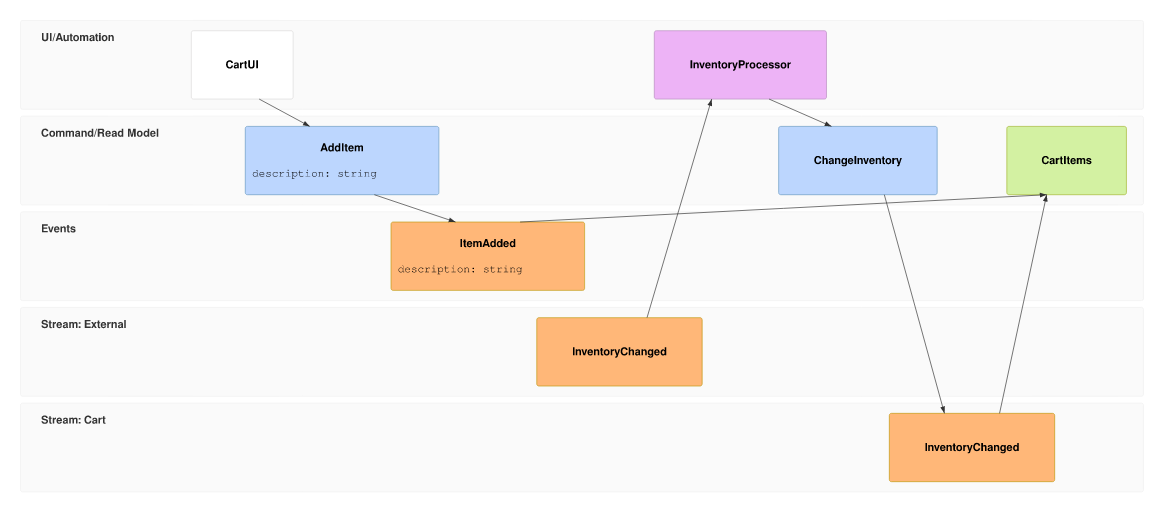 UI/Automation
CartUI
InventoryProcessor
Command/Read Model
AddItem
description: string
ChangeInventory
CartItems
Events
ItemAdded
description: string
Stream: External
InventoryChanged
Stream: Cart
InventoryChanged